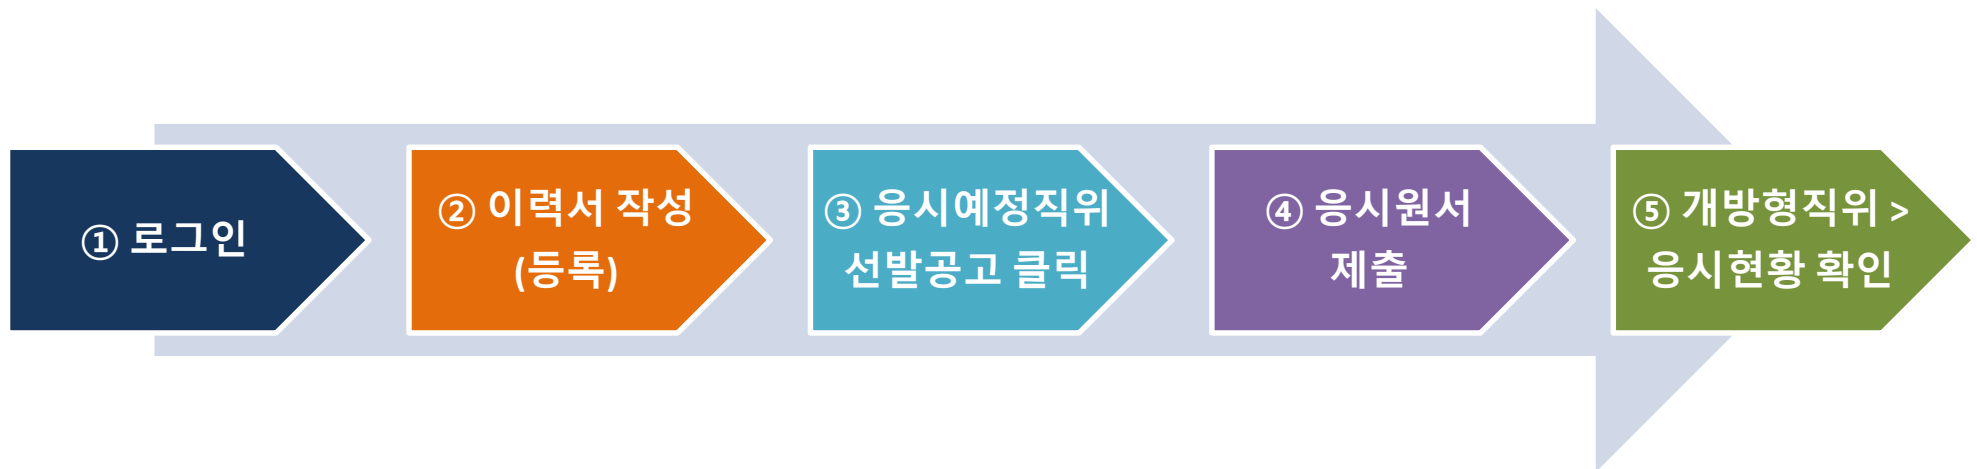 ① 로그인
② 이력서 작성
(등록)
③ 응시예정직위
선발공고 클릭
④ 응시원서
제출
⑤ 개방형직위 >
응시현황 확인